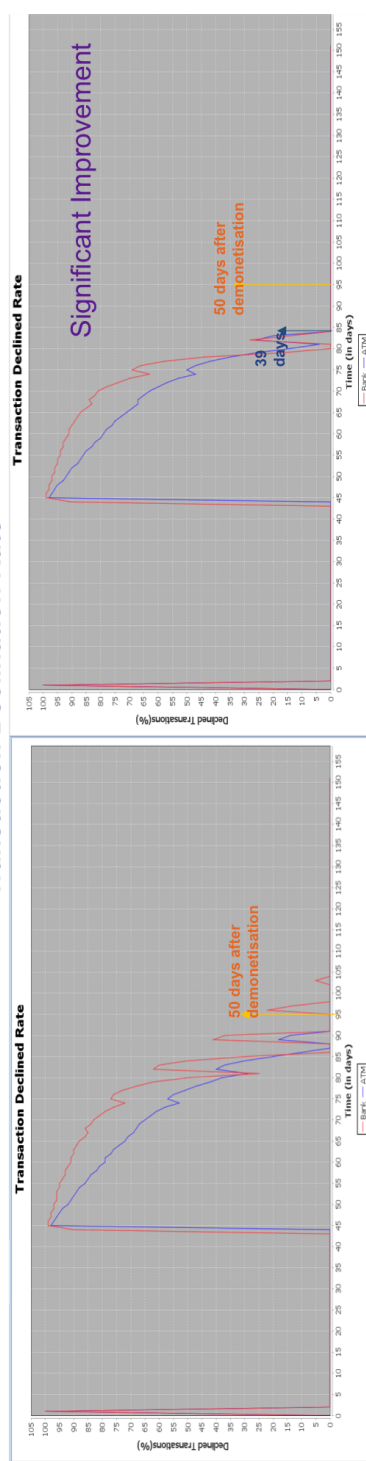 Transaction Declined Rate
105
100
95
90
85
80
75
70
65
60
55
50
45
40
35
30
25
20
15
10
5
0
Declined Transations(%)
50 days after
demonetisation
0 5 10 15 20 25 30 35 40 45 50 55 60 65 70 75 80 85 90 95 100 105 110 115 120 125 130 135 140 145 150 155
Time (in days)
Bank ATM
Transaction Declined Rate
Significant Improvement
105
100
95
90
85
80
75
70
65
60
55
50
45
40
35
30
25
20
15
10
5
0
Declined Transations(%)
50 days after
demonetisation
39
days
0 5 10 15 20 25 30 35 40 45 50 55 60 65 70 75 80 85 90 95 100 105 110 115 120 125 130 135 140 145 150 155
Time (in days)
Bank ATM